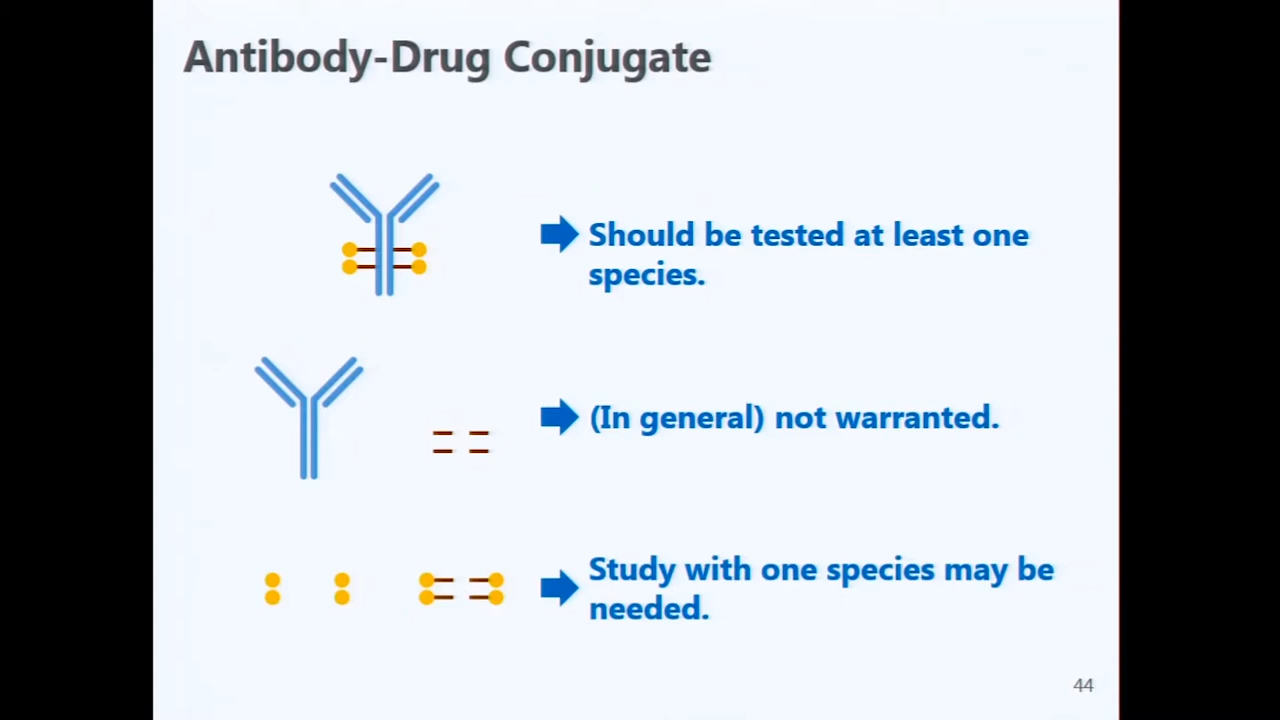 Antibody-Drug Conjugate
Should be tested at least one
species.
(In general) not warranted.
Study with one species may be
needed.
44